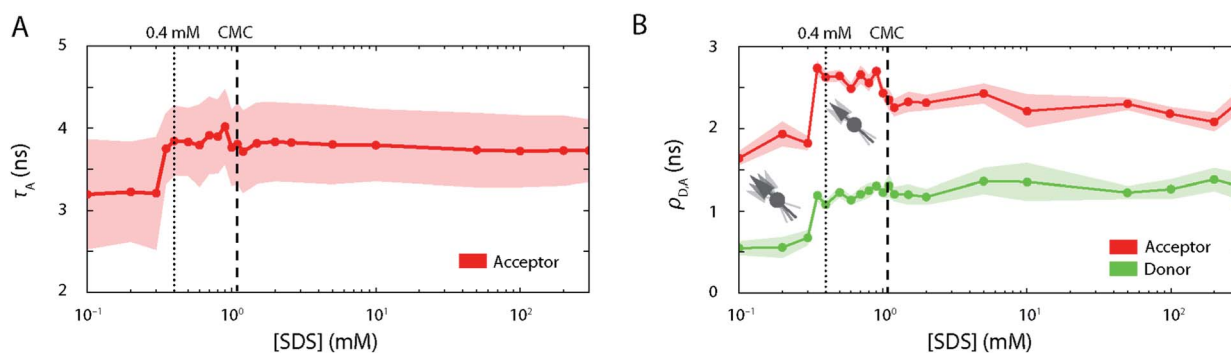 A
0.4 mM CMC
5
4
3
2
τA (ns)
Acceptor
10⁻¹ 10⁰ 10¹ 10²
[SDS] (mM)
B
0.4 mM CMC
3
2
1
0
ρD,A (ns)
Acceptor
Donor
10⁻¹ 10⁰ 10¹ 10²
[SDS] (mM)